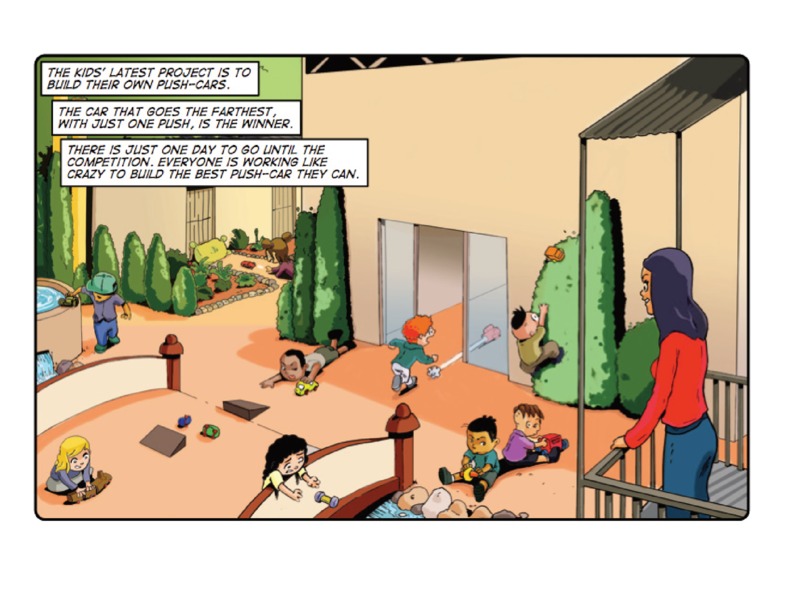 THE KIDS' LATEST PROJECT IS TO
BUILD THEIR OWN PUSH-CARS.
THE CAR THAT GOES THE FARTHEST,
WITH JUST ONE PUSH, IS THE WINNER.
THERE IS JUST ONE DAY TO GO UNTIL THE
COMPETITION. EVERYONE IS WORKING LIKE
CRAZY TO BUILD THE BEST PUSH-CAR THEY CAN.